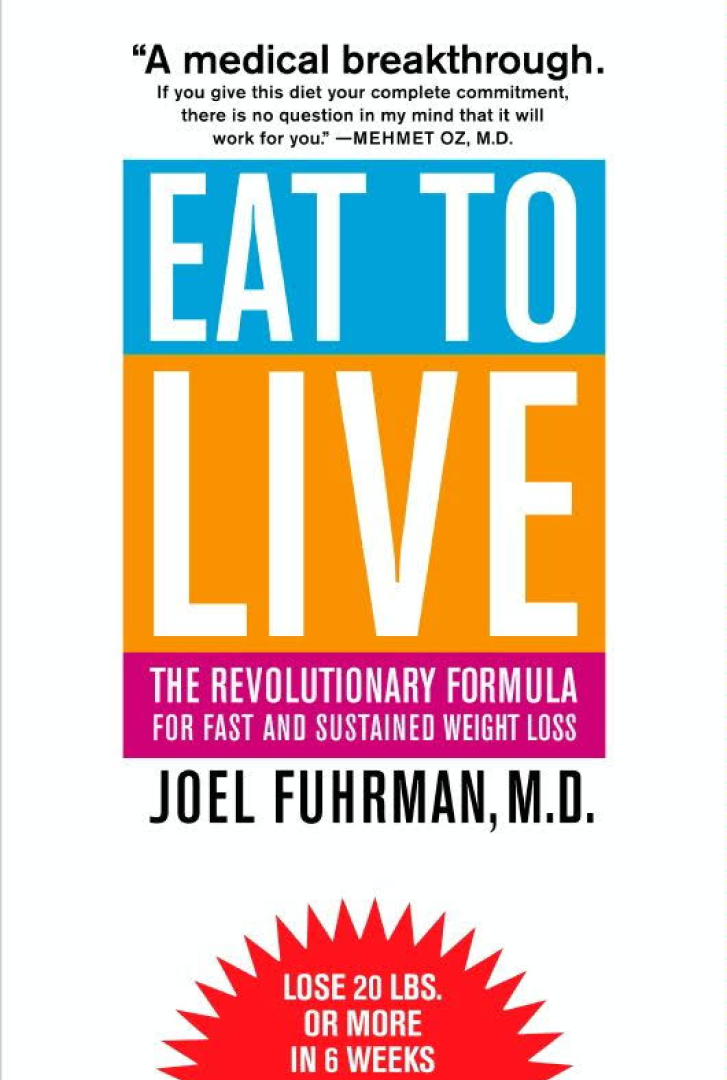 “A medical breakthrough.
If you give this diet your complete commitment,
there is no question in my mind that it will
work for you.” —MEHMET OZ, M.D.
EAT TO
LIVE
THE REVOLUTIONARY FORMULA
FOR FAST AND SUSTAINED WEIGHT LOSS
JOEL FUHRMAN, M.D.
LOSE 20 LBS.
OR MORE
IN 6 WEEKS